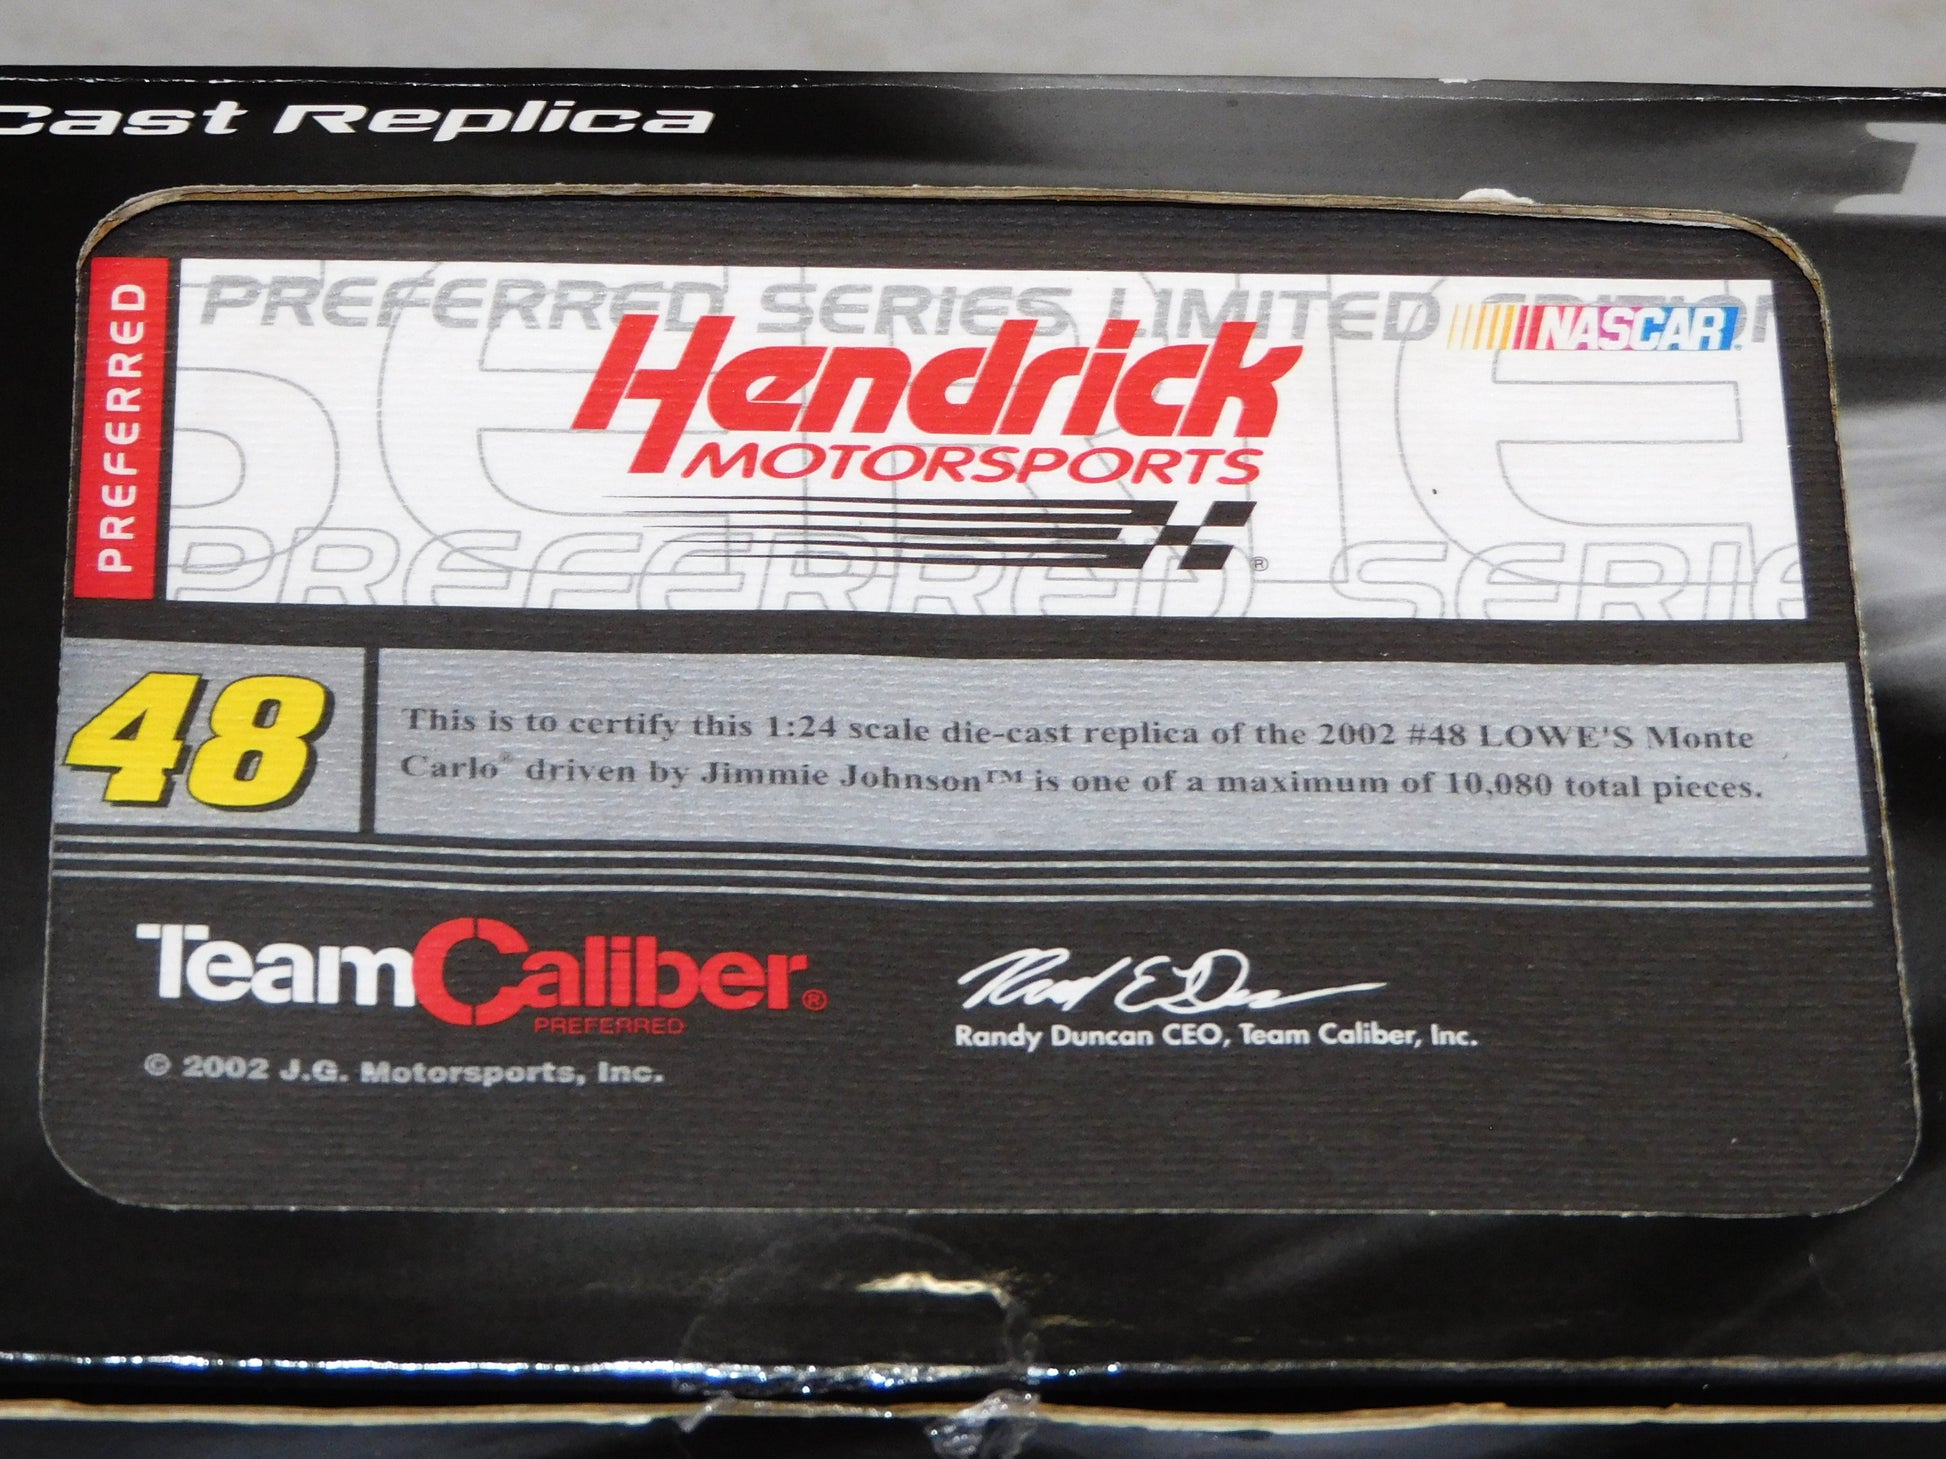 Cast Replica
PREFERRED
PREFERRED SERIES LIMITED EDITION
NASCAR
Hendrick
MOTORSPORTS
®
PREFERRED SERIE
48
This is to certify this 1:24 scale die-cast replica of the 2002 #48 LOWE'S Monte
Carlo® driven by Jimmie Johnson™ is one of a maximum of 10,080 total pieces.
TeamCaliber®
PREFERRED
Randy Duncan CEO, Team Caliber, Inc.
© 2002 J.G. Motorsports, Inc.